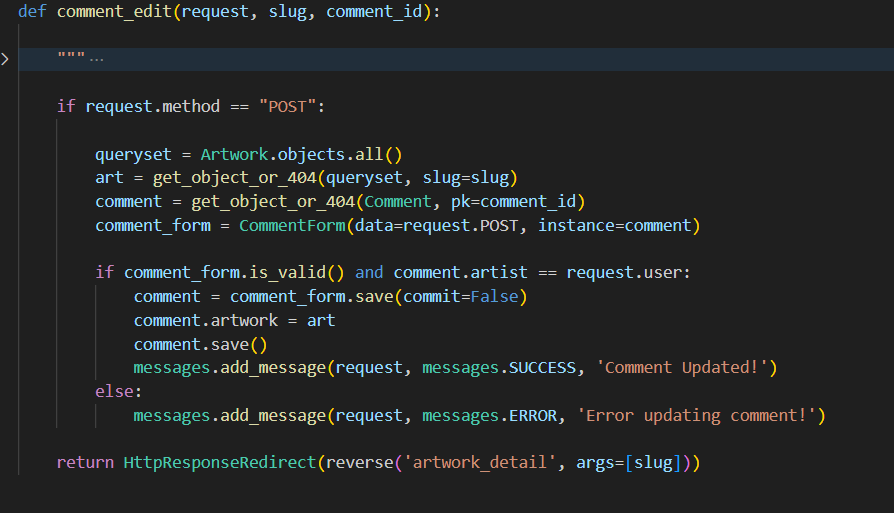 def comment_edit(request, slug, comment_id):
""" ...
if request.method == "POST":
queryset = Artwork.objects.all()
art = get_object_or_404(queryset, slug=slug)
comment = get_object_or_404(Comment, pk=comment_id)
comment_form = CommentForm(data=request.POST, instance=comment)
if comment_form.is_valid() and comment.artist == request.user:
comment = comment_form.save(commit=False)
comment.artwork = art
comment.save()
messages.add_message(request, messages.SUCCESS, 'Comment Updated!')
else:
messages.add_message(request, messages.ERROR, 'Error updating comment!')
return HttpResponseRedirect(reverse('artwork_detail', args=[slug]))